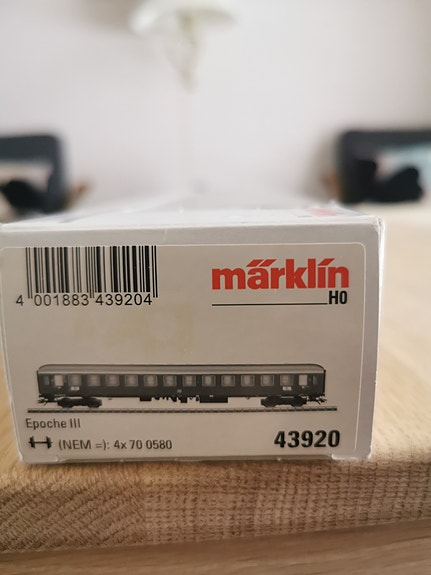 märklin
H0
4 001883 439204
Epoche III
(NEM =): 4x 70 0580
43920